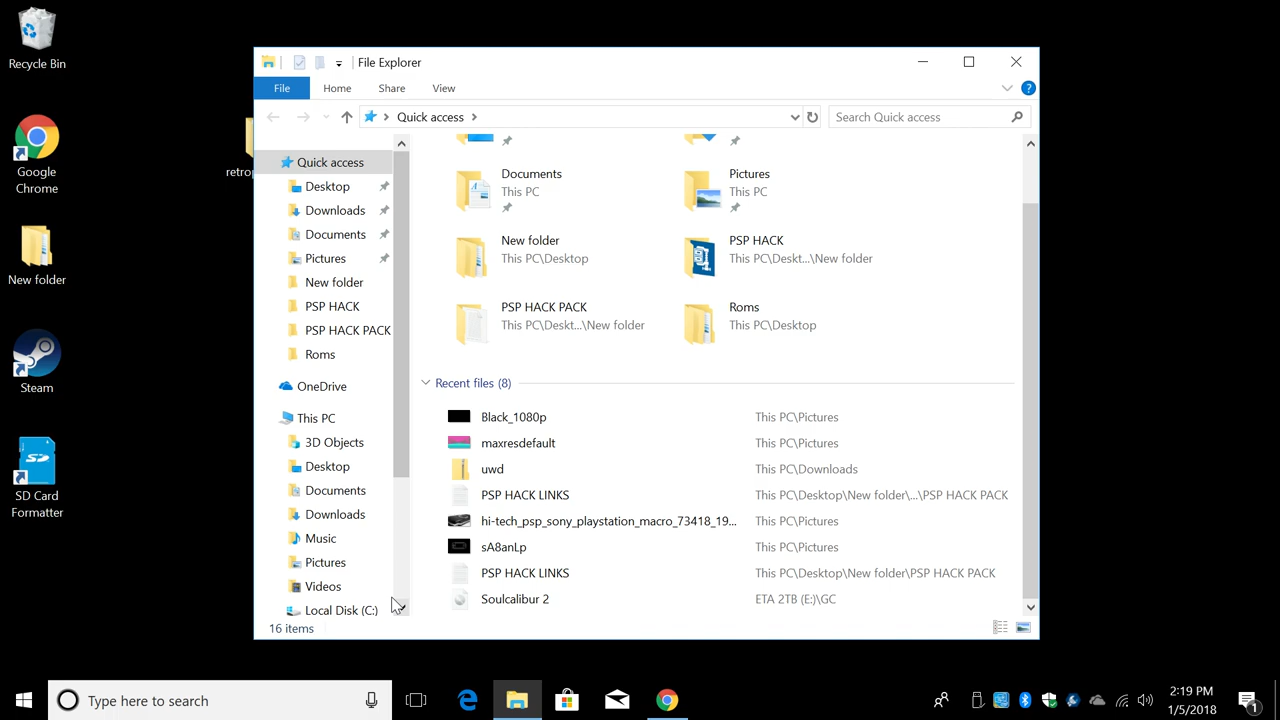 Recycle Bin
Google
Chrome
New folder
Steam
SD
SD Card
Formatter
retrop
File Explorer
File Home Share View
Quick access
Search Quick access
Quick access
Desktop
Downloads
Documents
Pictures
New folder
PSP HACK
PSP HACK PACK
Roms
OneDrive
This PC
3D Objects
Desktop
Documents
Downloads
Music
Pictures
Videos
Local Disk (C:)
Documents
This PC
Pictures
This PC
New folder
This PC\Desktop
PSP HACK
This PC\Deskt...\New folder
PSP HACK PACK
This PC\Deskt...\New folder
Roms
This PC\Desktop
Recent files (8)
Black_1080p This PC\Pictures
maxresdefault This PC\Pictures
uwd This PC\Downloads
PSP HACK LINKS This PC\Desktop\New folder\...\PSP HACK PACK
hi-tech_psp_sony_playstation_macro_73418_19... This PC\Pictures
sA8anLp This PC\Pictures
PSP HACK LINKS This PC\Desktop\New folder\PSP HACK PACK
Soulcalibur 2 ETA 2TB (E:)\GC
16 items
Type here to search
2:19 PM
1/5/2018
1